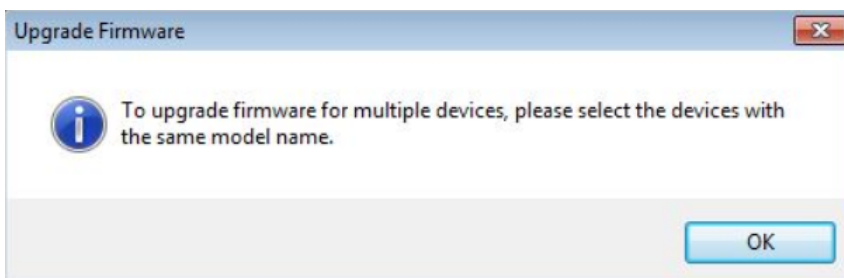 Upgrade Firmware
To upgrade firmware for multiple devices, please select the devices with
the same model name.
OK